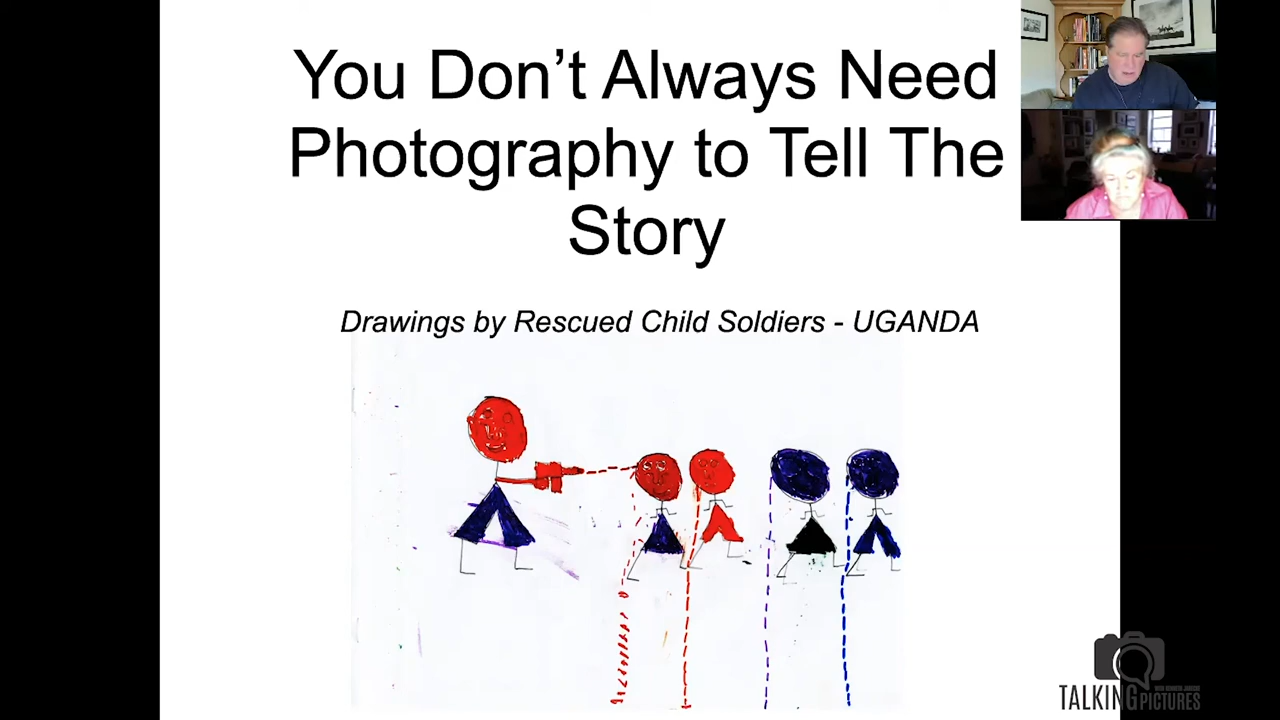 You Don’t Always Need
Photography to Tell The
Story
Drawings by Rescued Child Soldiers - UGANDA
TALKING
PICTURES